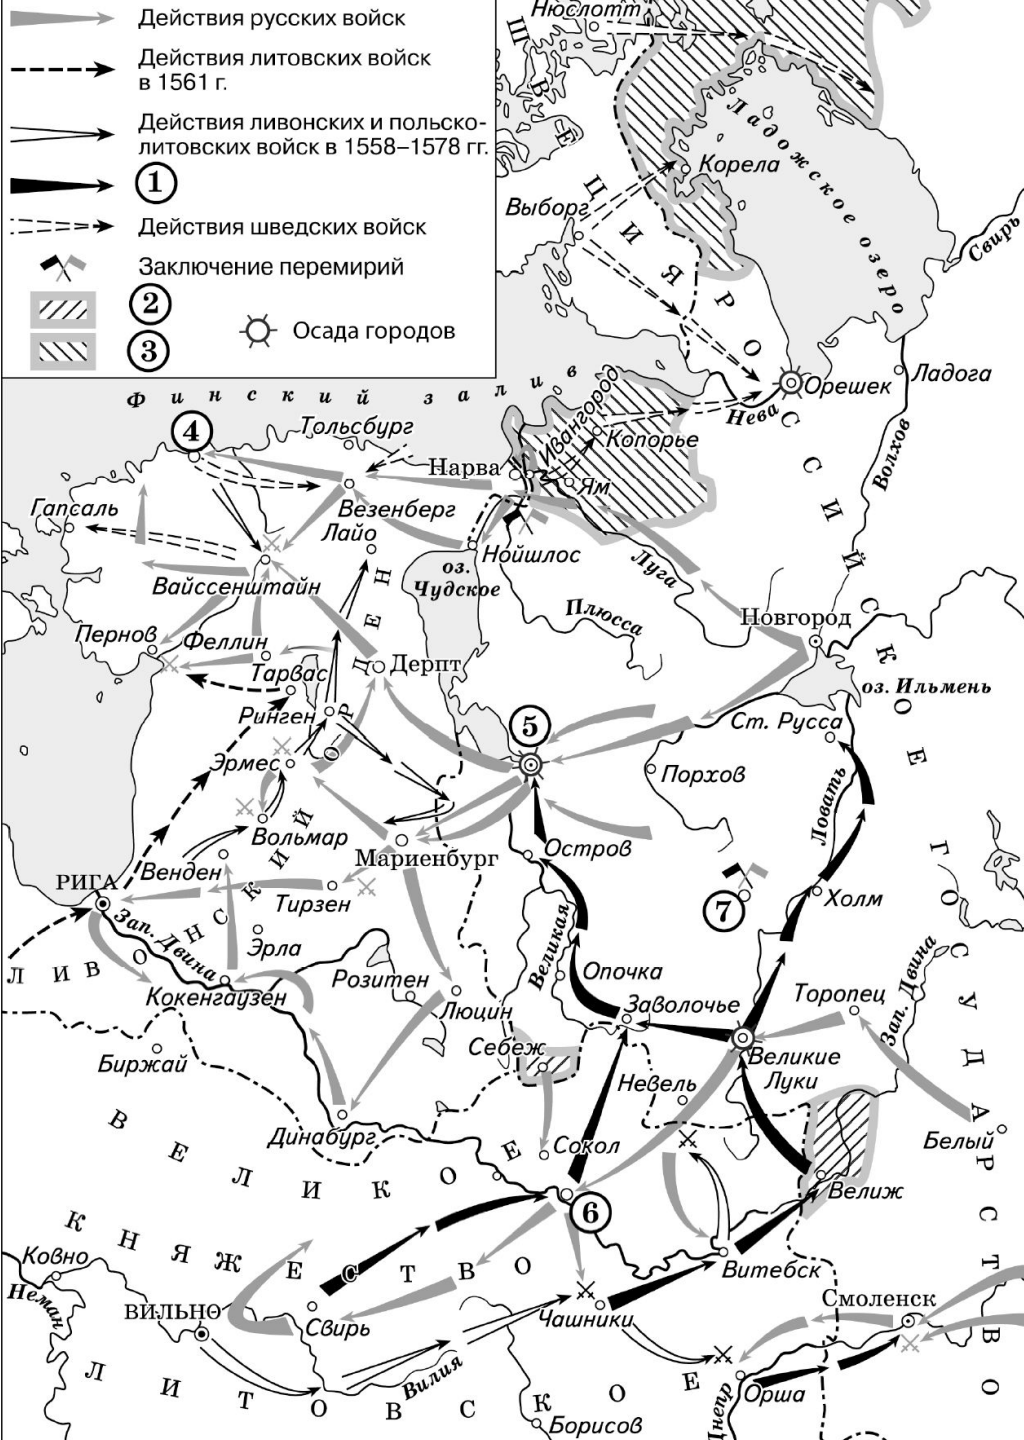 Действия русских войск
Действия литовских войск
в 1561 г.
Действия ливонских и польско-
литовских войск в 1558–1578 гг.
1
Действия шведских войск
Заключение перемирий
2
3
Осада городов
Нюслотт
ШВЕЦИЯ
Ладожское озеро
Корела
Выборг
Свирь
РОССИЙСКОЕ ГОСУДАРСТВО
Финский залив
Орешек
Ладога
Нева
Волхов
4
Тольсбург
Ивангород
Копорье
Нарва
Ям
Гапсаль
Везенберг
Лайо
Нойшлос
оз.
Чудское
Луга
Вайссенштайн
Плюсса
Новгород
Пернов
Феллин
Дерпт
Тарвас
оз. Ильмень
Ринген
5
Ст. Русса
Эрмес
Порхов
Ловать
Вольмар
Остров
Мариенбург
Венден
РИГА
Тирзен
7
Холм
Зап. Двина
Эрла
ЛИВОНСКИЙ ОРДЕН
Великая
Опочка
Розитен
Кокенгаузен
Люцин
Заволочье
Торопец
Зап. Двина
Биржай
Себеж
Великие
Луки
Невель
Динабург
Сокол
Белый
Велиж
6
ВЕЛИКОЕ
КНЯЖЕСТВО
ЛИТОВСКОЕ
Ковно
Неман
Витебск
ВИЛЬНО
Свирь
Чашники
Смоленск
Вилия
Орша
Днепр
Борисов